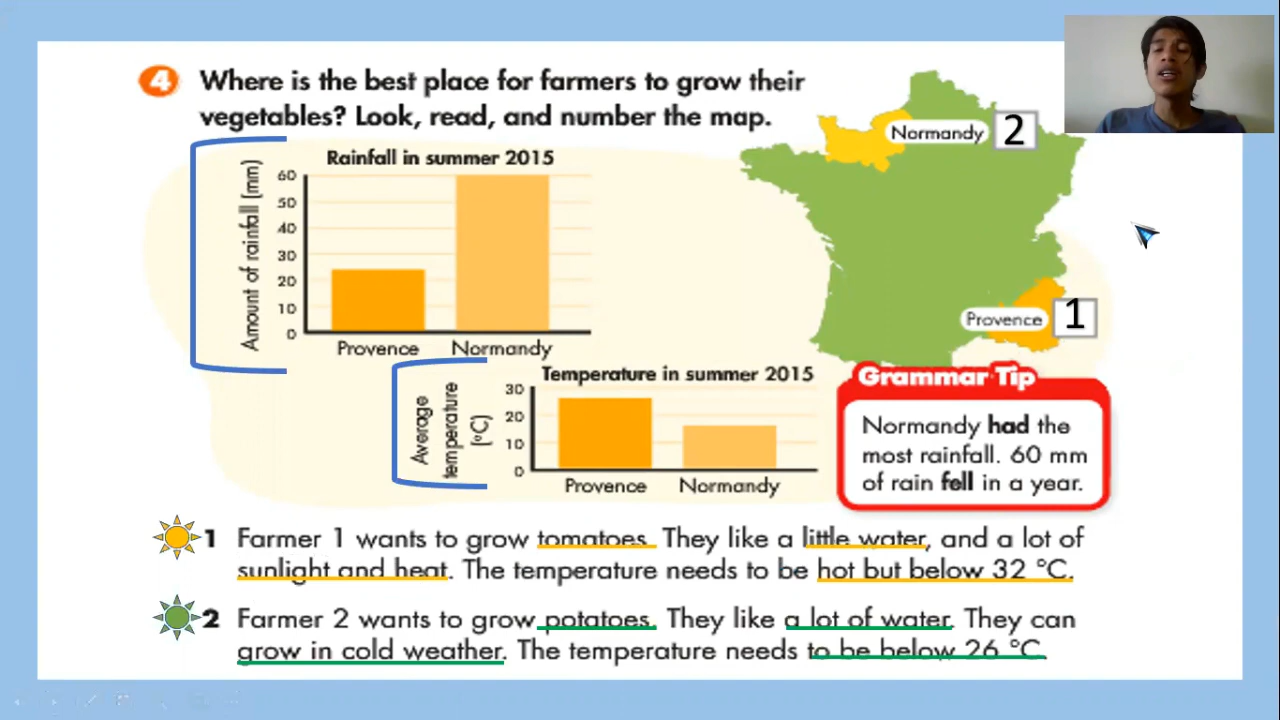 4 Where is the best place for farmers to grow their
vegetables? Look, read, and number the map.
Rainfall in summer 2015
Amount of rainfall (mm)
60
50
40
30
20
10
0
Provence Normandy
Normandy 2
Provence 1
Temperature in summer 2015
Average
temperature
(°C)
30
20
10
0
Provence Normandy
Grammar Tip
Normandy had the
most rainfall. 60 mm
of rain fell in a year.
1 Farmer 1 wants to grow tomatoes. They like a little water, and a lot of
sunlight and heat. The temperature needs to be hot but below 32 °C.
2 Farmer 2 wants to grow potatoes. They like a lot of water. They can
grow in cold weather. The temperature needs to be below 26 °C.